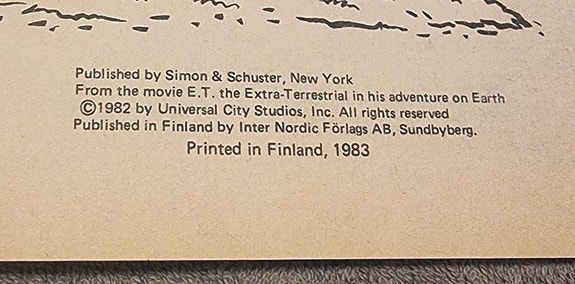 Published by Simon & Schuster, New York
From the movie E.T. the Extra-Terrestrial in his adventure on Earth
©1982 by Universal City Studios, Inc. All rights reserved
Published in Finland by Inter Nordic Förlags AB, Sundbyberg.
Printed in Finland, 1983